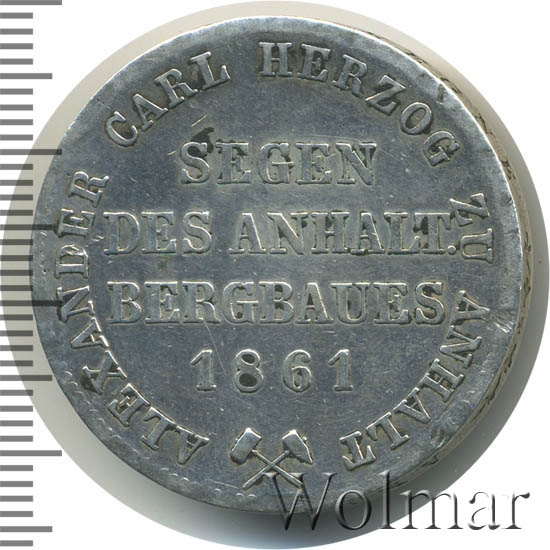 ALEXANDER CARL HERZOG ZU ANHALT
SEGEN
DES ANHALT.
BERGBAUES
1861
Wolmar